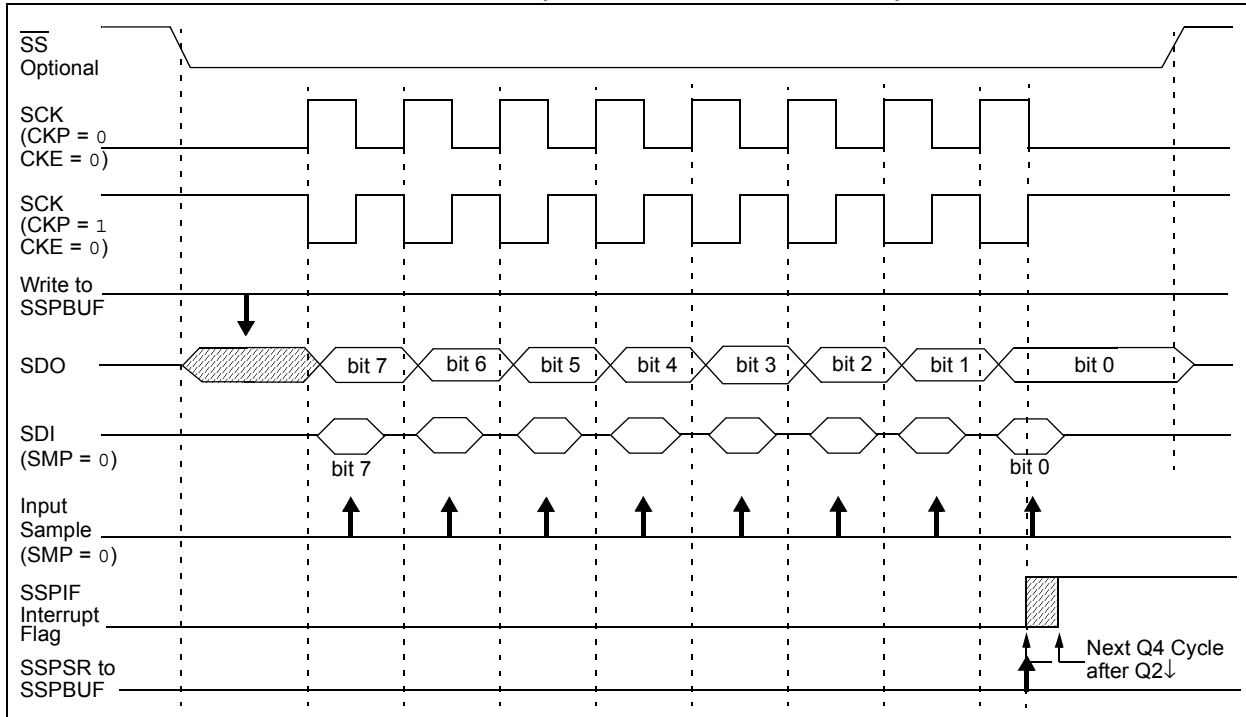 SS
Optional
SCK
(CKP = 0
CKE = 0)
SCK
(CKP = 1
CKE = 0)
Write to
SSPBUF
SDO
bit 7 bit 6 bit 5 bit 4 bit 3 bit 2 bit 1 bit 0
SDI
(SMP = 0)
bit 7 bit 0
Input
Sample
(SMP = 0)
SSPIF
Interrupt
Flag
Next Q4 Cycle
after Q2↓
SSPSR to
SSPBUF